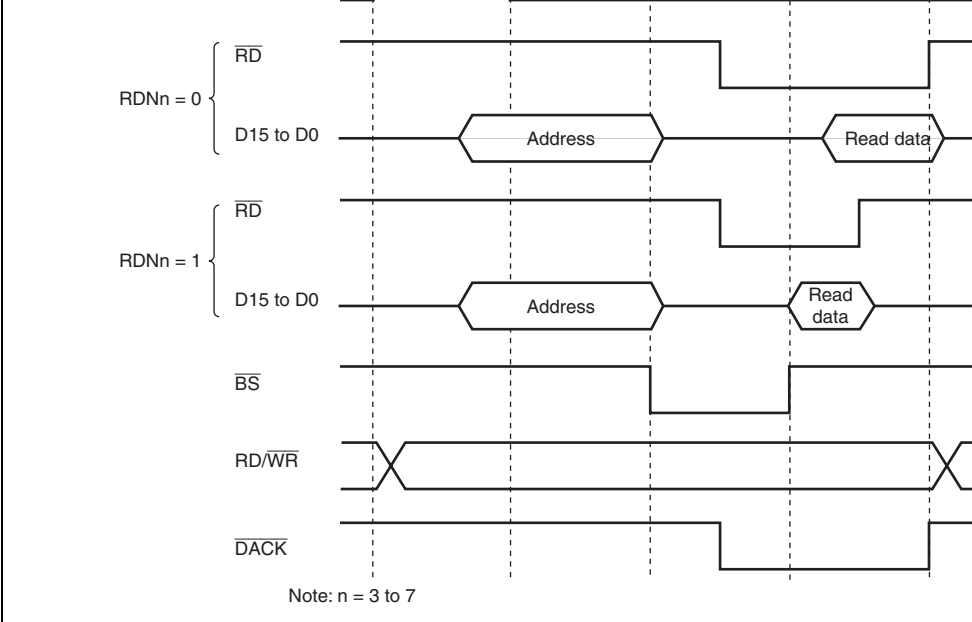 RD
RDNn = 0
D15 to D0
Address
Read data
RD
RDNn = 1
D15 to D0
Address
Read
data
BS
RD/WR
DACK
Note: n = 3 to 7